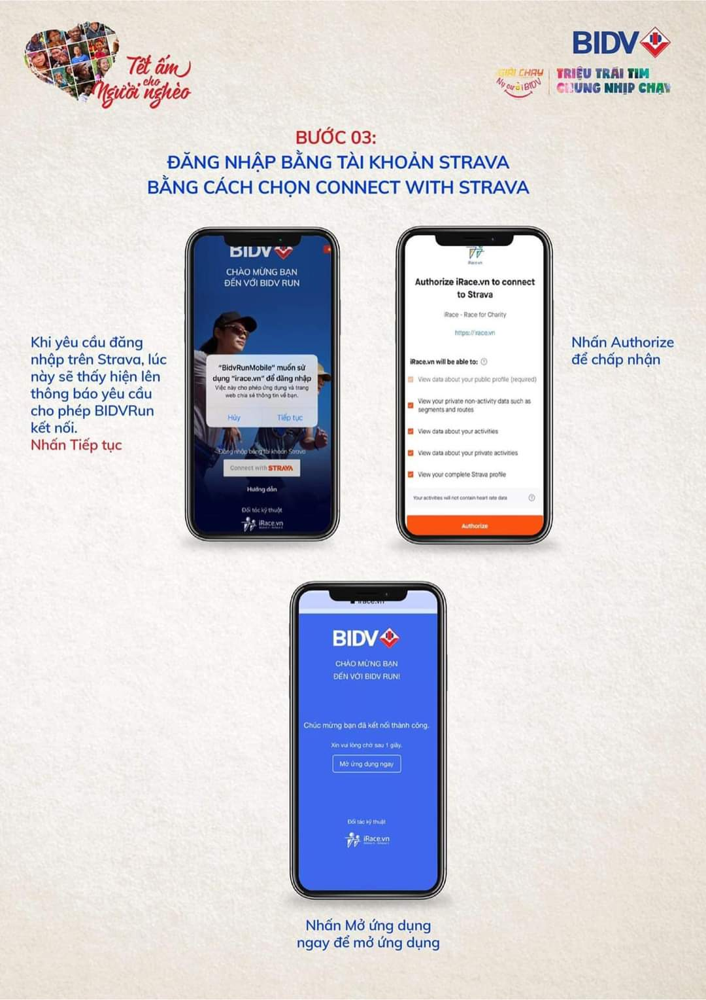 Tết ấm
cho
Người nghèo
BIDV
GIẢI CHẠY
Nụ cười BIDV
TRIỆU TRÁI TIM
CHUNG NHỊP CHẠY
BƯỚC 03:
ĐĂNG NHẬP BẰNG TÀI KHOẢN STRAVA
BẰNG CÁCH CHỌN CONNECT WITH STRAVA
Khi yêu cầu đăng
nhập trên Strava, lúc
này sẽ thấy hiện lên
thông báo yêu cầu
cho phép BIDVRun
kết nối.
Nhấn Tiếp tục
BIDV
CHÀO MỪNG BẠN
ĐẾN VỚI BIDV RUN
"BidvRunMobile" muốn sử
dụng "irace.vn" để đăng nhập
Việc này cho phép ứng dụng và trang
web chia sẻ thông tin về bạn.
Hủy
Tiếp tục
Đăng nhập bằng tài khoản Strava
Connect with STRAVA
Hướng dẫn
Đối tác kỹ thuật
iRace.vn
iRace.vn
Authorize iRace.vn to connect
to Strava
iRace - Race for Charity
https://irace.vn
iRace.vn will be able to:
View data about your public profile (required)
View your private non-activity data such as
segments and routes
View data about your activities
View data about your private activities
View your complete Strava profile
Your activities will not contain heart rate data
Authorize
Nhấn Authorize
để chấp nhận
irace.vn
BIDV
CHÀO MỪNG BẠN
ĐẾN VỚI BIDV RUN!
Chúc mừng bạn đã kết nối thành công.
Xin vui lòng chờ sau 1 giây.
Mở ứng dụng ngay
Đối tác kỹ thuật
iRace.vn
Nhấn Mở ứng dụng
ngay để mở ứng dụng